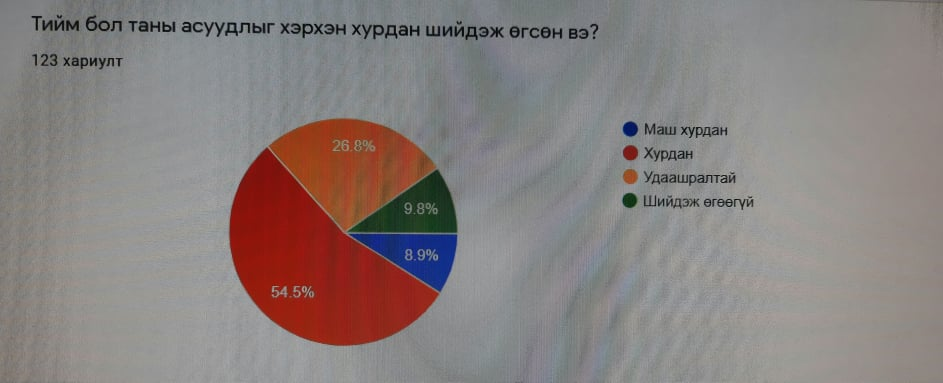 Тийм бол таны асуудлыг хэрхэн хурдан шийдэж өгсөн вэ?
123 хариулт
26.8%
9.8%
8.9%
54.5%
Маш хурдан
Хурдан
Удаашралтай
Шийдэж өгөөгүй